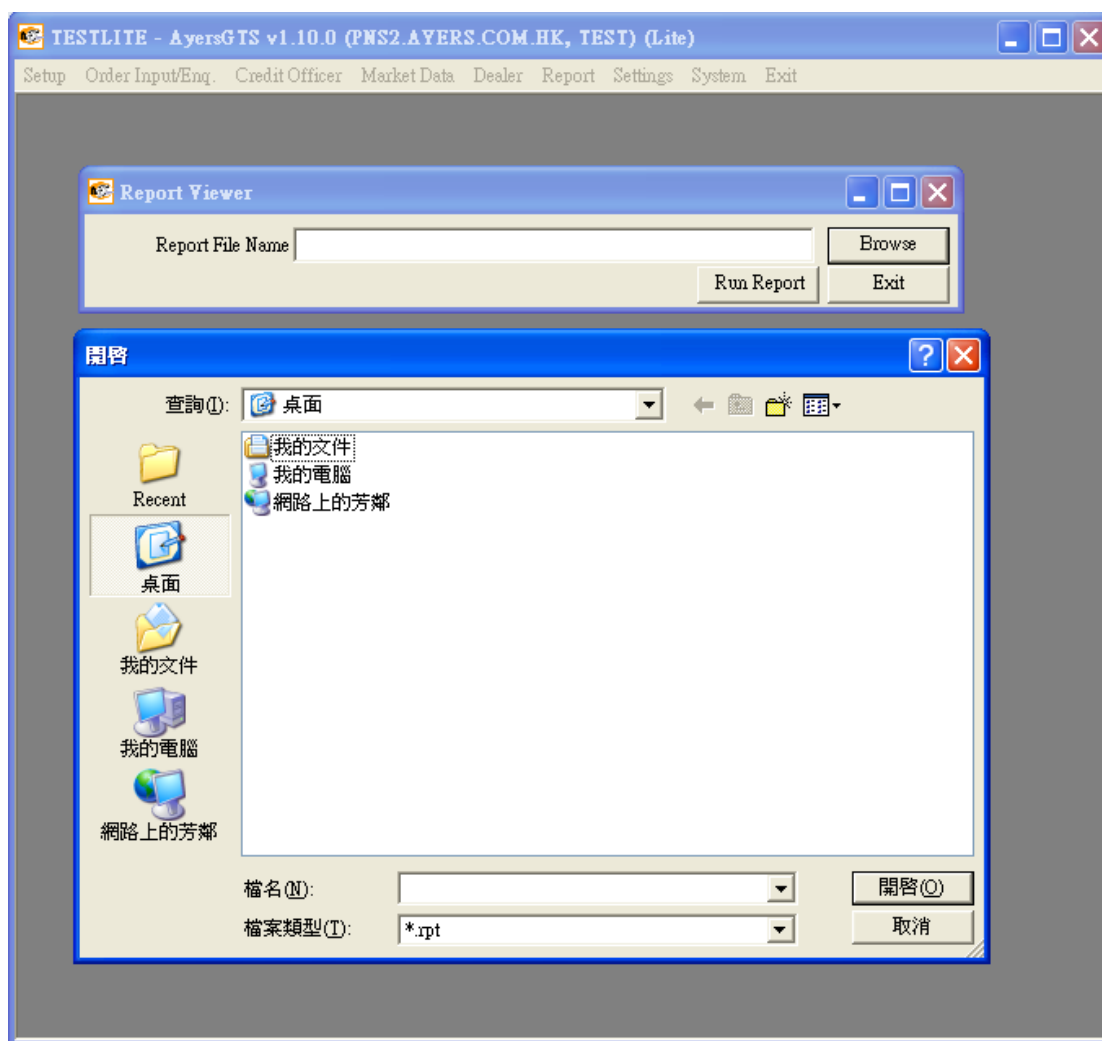 TESTLITE - AyersGTS v1.10.0 (PNS2.AYERS.COM.HK, TEST) (Lite)
Setup Order Input/Enq. Credit Officer Market Data Dealer Report Settings System Exit
Report Viewer
Report File Name
Browse
Run Report
Exit
開啓
查詢(I):
桌面
我的文件
我的電腦
網路上的芳鄰
Recent
桌面
我的文件
我的電腦
網路上的芳鄰
檔名(N):
開啓(O)
檔案類型(T):
*.rpt
取消